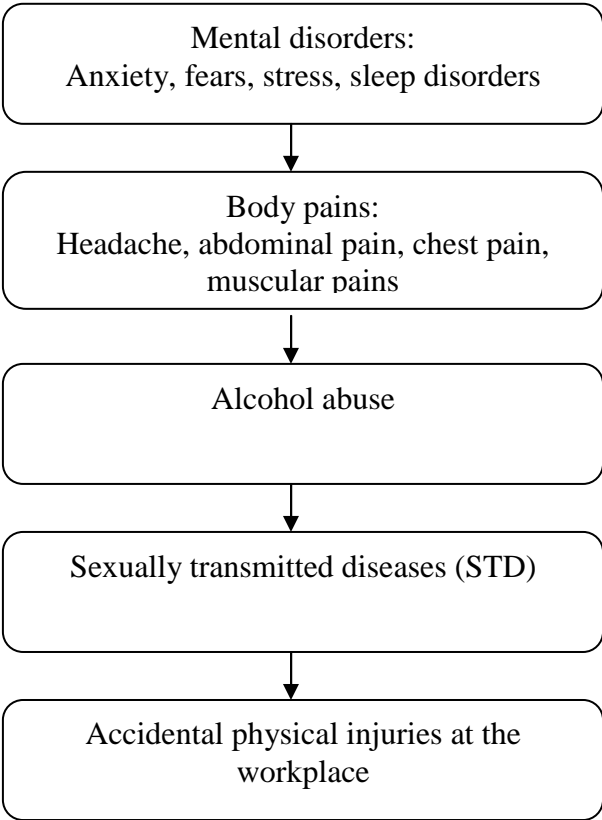 Mental disorders:
Anxiety, fears, stress, sleep disorders
Body pains:
Headache, abdominal pain, chest pain,
muscular pains
Alcohol abuse
Sexually transmitted diseases (STD)
Accidental physical injuries at the
workplace